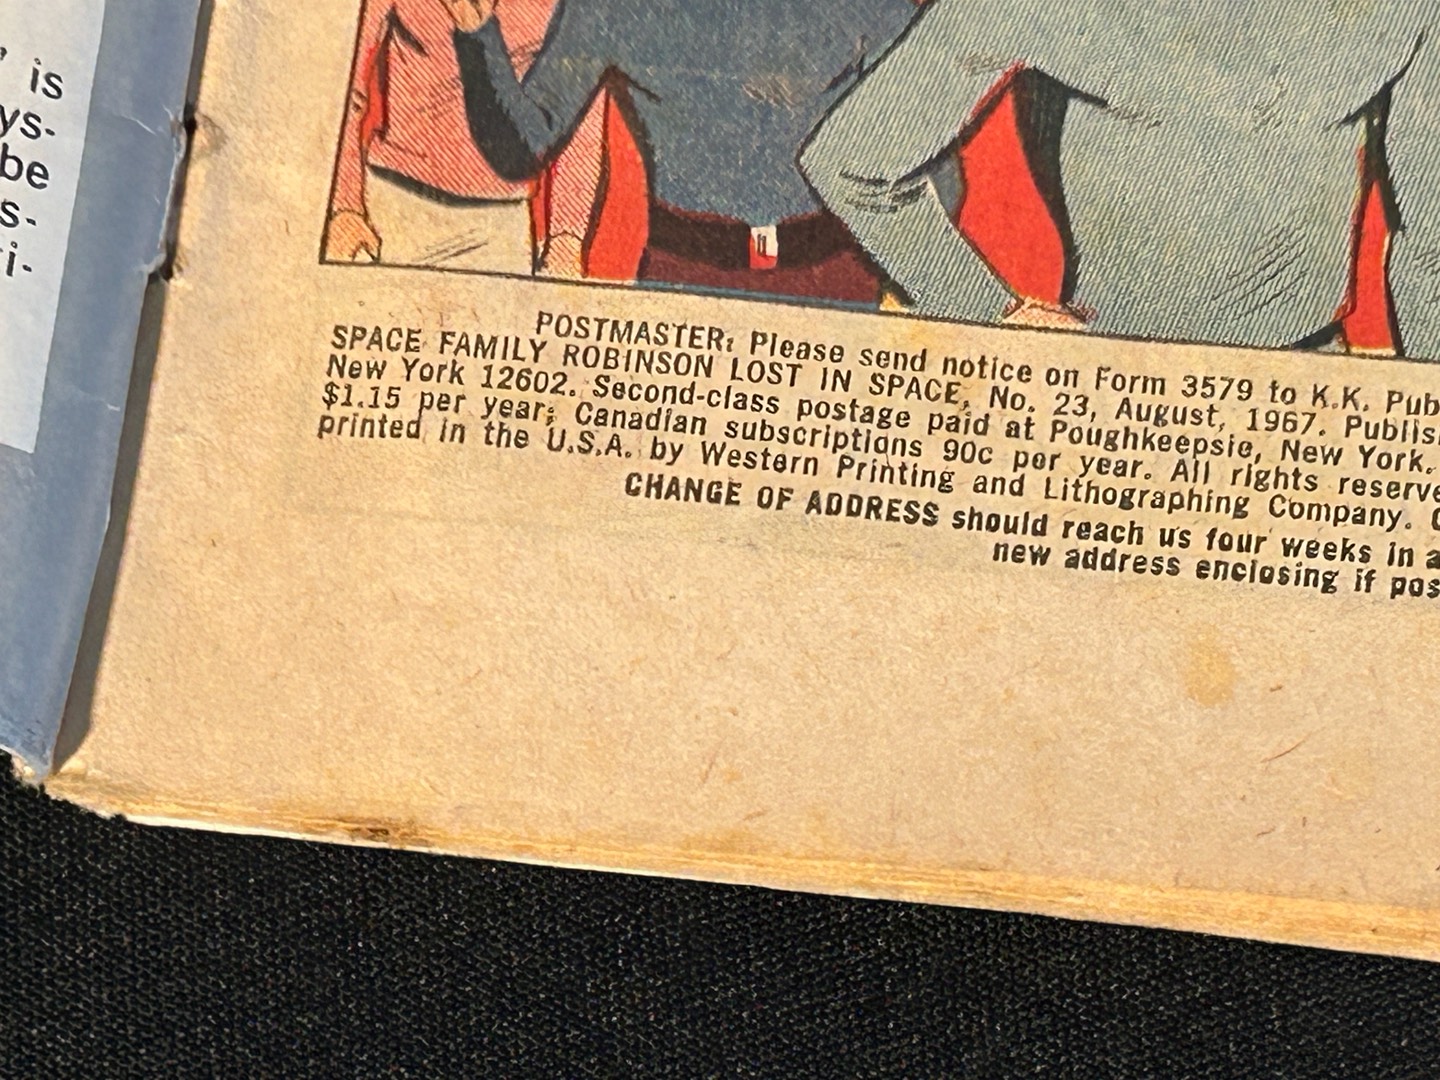 is
ys-
be
s-
i-
POSTMASTER: Please send notice on Form 3579 to K.K. Pub
SPACE FAMILY ROBINSON LOST IN SPACE, No. 23, August, 1967. Publis
New York 12602. Second-class postage paid at Poughkeepsie, New York.
$1.15 per year; Canadian subscriptions 90c per year. All rights reserve
printed in the U.S.A. by Western Printing and Lithographing Company.
CHANGE OF ADDRESS should reach us four weeks in a
new address enclosing if pos